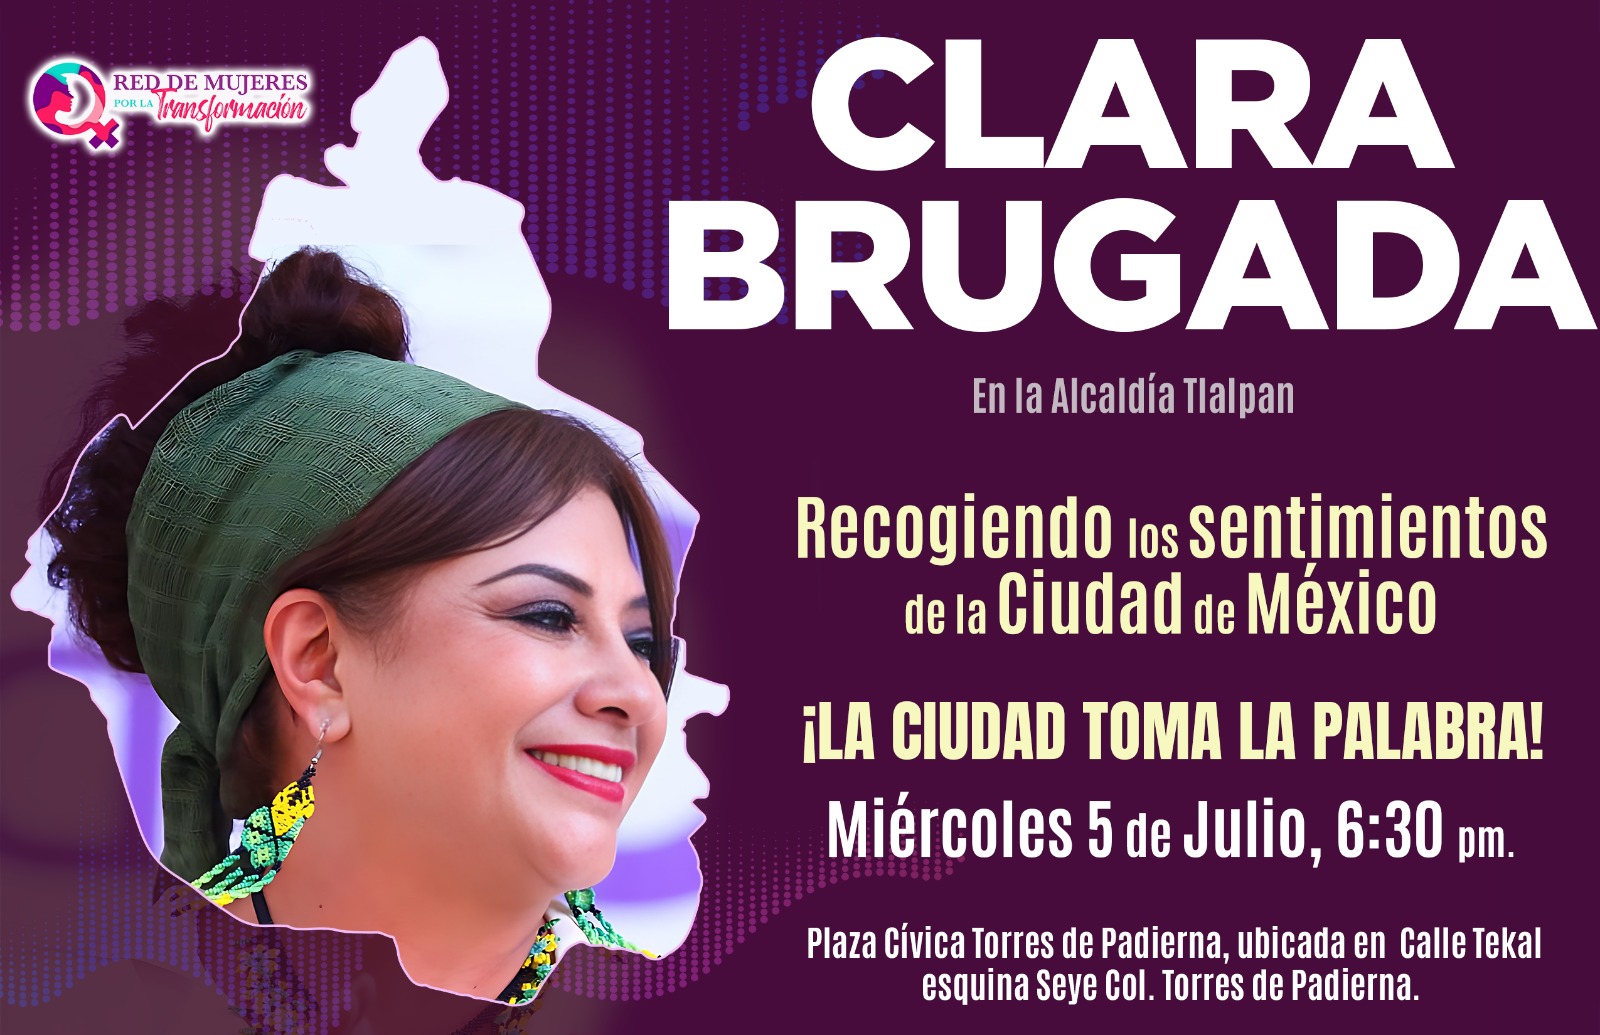 RED DE MUJERES
POR LA Transformación
CLARA
BRUGADA
En la Alcaldía Tlalpan
Recogiendo los sentimientos
de la Ciudad de México
¡LA CIUDAD TOMA LA PALABRA!
Miércoles 5 de Julio, 6:30 pm.
Plaza Cívica Torres de Padierna, ubicada en Calle Tekal
esquina Seye Col. Torres de Padierna.